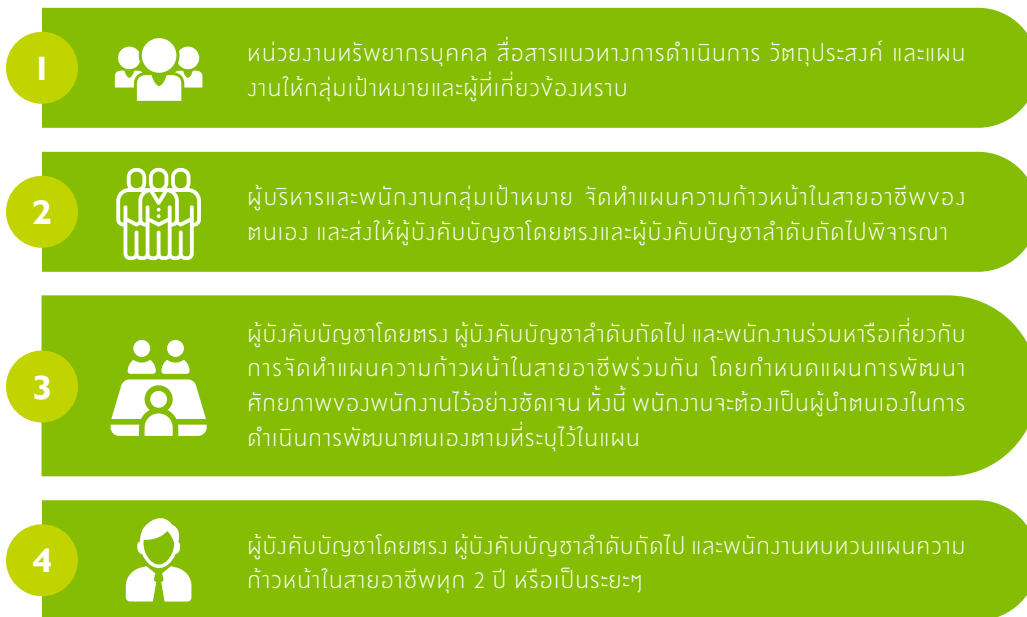 1
หน่วยงานทรัพยากรบุคคล สื่อสารแนวทางการดำเนินการ วัตถุประสงค์ และแผน
งานให้กลุ่มเป้าหมายและผู้ที่เกี่ยวข้องทราบ
2
ผู้บริหารและพนักงานกลุ่มเป้าหมาย จัดทำแผนความก้าวหน้าในสายอาชีพของ
ตนเอง และส่งให้ผู้บังคับบัญชาโดยตรงและผู้บังคับบัญชาลำดับถัดไปพิจารณา
3
ผู้บังคับบัญชาโดยตรง ผู้บังคับบัญชาลำดับถัดไป และพนักงานร่วมหารือเกี่ยวกับ
การจัดทำแผนความก้าวหน้าในสายอาชีพร่วมกัน โดยกำหนดแผนการพัฒนา
ศักยภาพของพนักงานไว้อย่างชัดเจน ทั้งนี้ พนักงานจะต้องเป็นผู้นำตนเองในการ
ดำเนินการพัฒนาตนเองตามที่ระบุไว้ในแผน
4
ผู้บังคับบัญชาโดยตรง ผู้บังคับบัญชาลำดับถัดไป และพนักงานทบทวนแผนความ
ก้าวหน้าในสายอาชีพทุก 2 ปี หรือเป็นระยะๆ